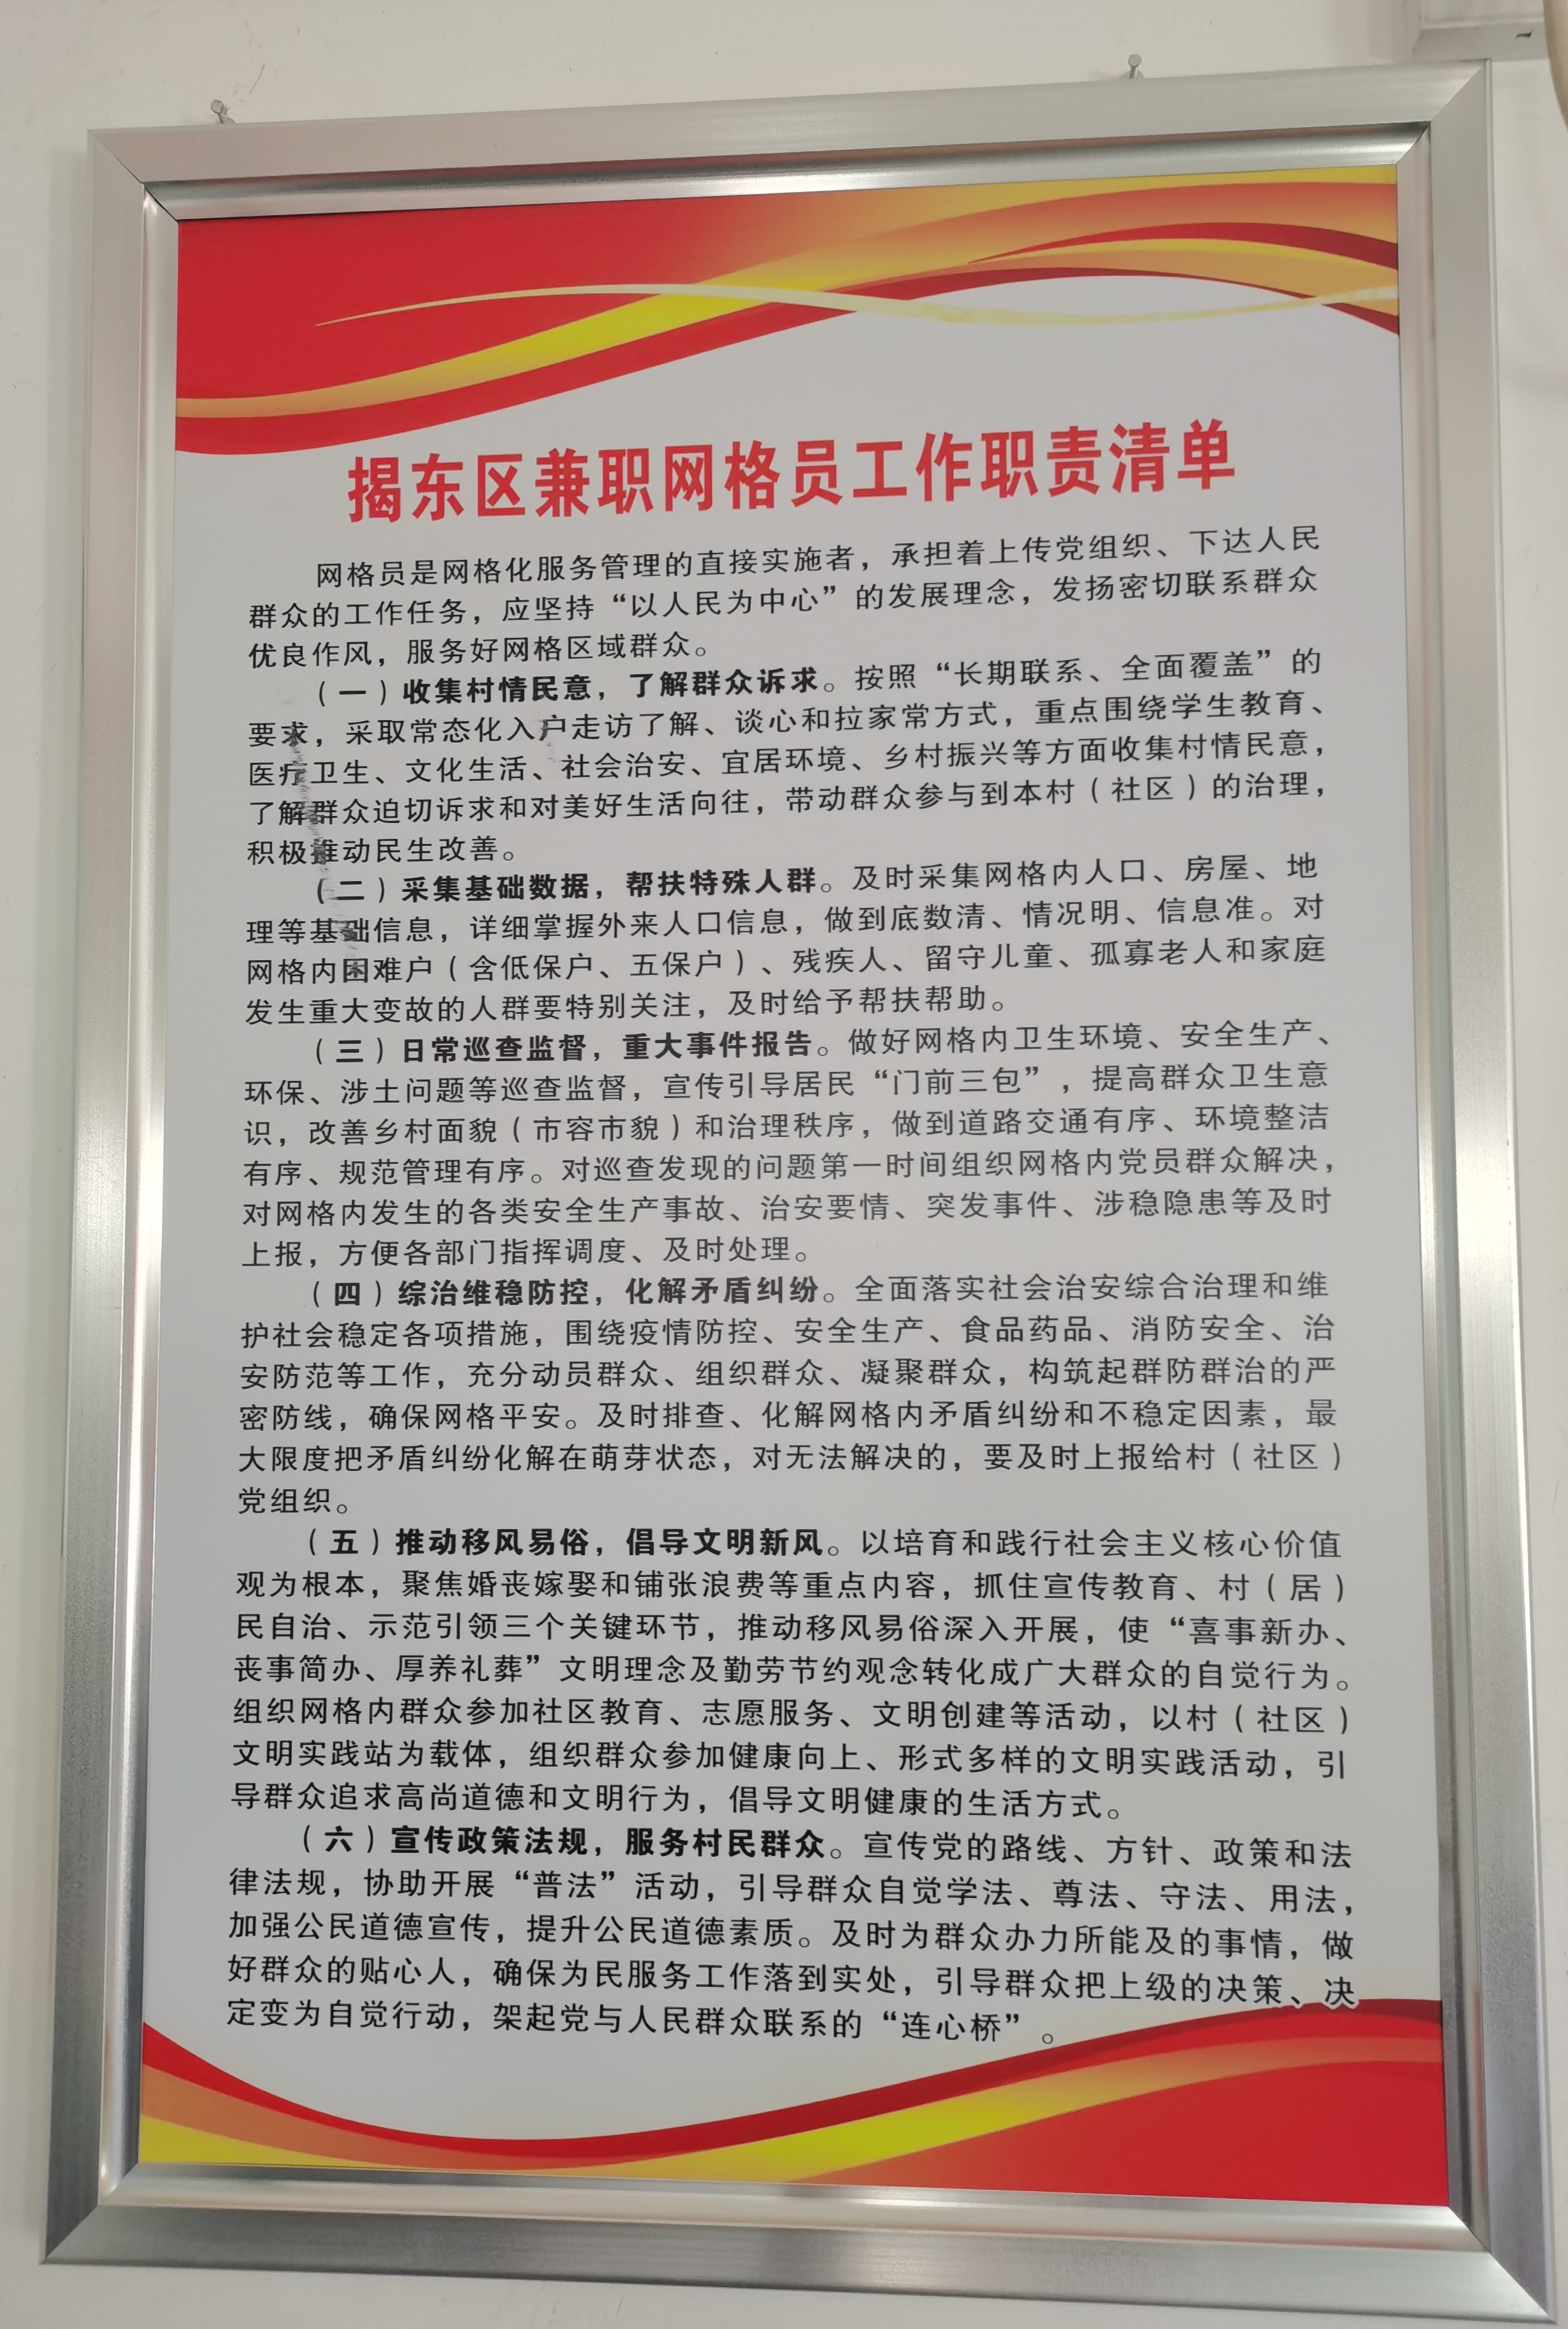 揭东区兼职网格员工作职责清单
网格员是网格化服务管理的直接实施者，承担着上传党组织、下达人民
群众的工作任务，应坚持“以人民为中心”的发展理念，发扬密切联系群众
优良作风，服务好网格区域群众。
（一）收集村情民意，了解群众诉求。按照“长期联系、全面覆盖”的
要求，采取常态化入户走访了解、谈心和拉家常方式，重点围绕学生教育、
医疗卫生、文化生活、社会治安、宜居环境、乡村振兴等方面收集村情民意，
了解群众迫切诉求和对美好生活向往，带动群众参与到本村（社区）的治理，
积极推动民生改善。
（二）采集基础数据，帮扶特殊人群。及时采集网格内人口、房屋、地
理等基础信息，详细掌握外来人口信息，做到底数清、情况明、信息准。对
网格内困难户（含低保户、五保户）、残疾人、留守儿童、孤寡老人和家庭
发生重大变故的人群要特别关注，及时给予帮扶帮助。
（三）日常巡查监督，重大事件报告。做好网格内卫生环境、安全生产、
环保、涉土问题等巡查监督，宣传引导居民“门前三包”，提高群众卫生意
识，改善乡村面貌（市容市貌）和治理秩序，做到道路交通有序、环境整洁
有序、规范管理有序。对巡查发现的问题第一时间组织网格内党员群众解决，
对网格内发生的各类安全生产事故、治安要情、突发事件、涉稳隐患等及时
上报，方便各部门指挥调度、及时处理。
（四）综治维稳防控，化解矛盾纠纷。全面落实社会治安综合治理和维
护社会稳定各项措施，围绕疫情防控、安全生产、食品药品、消防安全、治
安防范等工作，充分动员群众、组织群众、凝聚群众，构筑起群防群治的严
密防线，确保网格平安。及时排查、化解网格内矛盾纠纷和不稳定因素，最
大限度把矛盾纠纷化解在萌芽状态，对无法解决的，要及时上报给村（社区）
党组织。
（五）推动移风易俗，倡导文明新风。以培育和践行社会主义核心价值
观为根本，聚焦婚丧嫁娶和铺张浪费等重点内容，抓住宣传教育、村（居）
民自治、示范引领三个关键环节，推动移风易俗深入开展，使“喜事新办、
丧事简办、厚养礼葬”文明理念及勤劳节约观念转化成广大群众的自觉行为。
组织网格内群众参加社区教育、志愿服务、文明创建等活动，以村（社区）
文明实践站为载体，组织群众参加健康向上、形式多样的文明实践活动，引
导群众追求高尚道德和文明行为，倡导文明健康的生活方式。
（六）宣传政策法规，服务村民群众。宣传党的路线、方针、政策和法
律法规，协助开展“普法”活动，引导群众自觉学法、尊法、守法、用法，
加强公民道德宣传，提升公民道德素质。及时为群众办力所能及的事情，做
好群众的贴心人，确保为民服务工作落到实处，引导群众把上级的决策、决
定变为自觉行动，架起党与人民群众联系的“连心桥”。